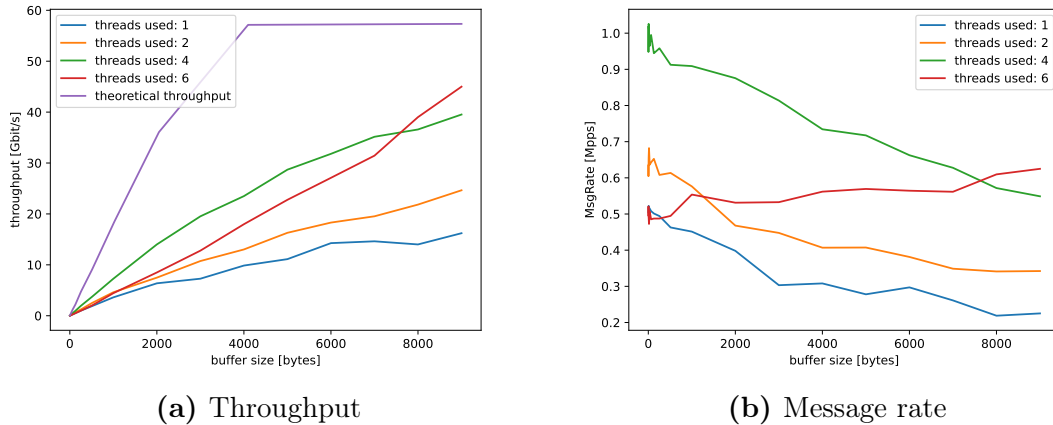 60
50
40
30
20
10
0
throughput [Gbit/s]
threads used: 1
threads used: 2
threads used: 4
threads used: 6
theoretical throughput
0 2000 4000 6000 8000
buffer size [bytes]
(a) Throughput
1.0
0.9
0.8
0.7
0.6
0.5
0.4
0.3
0.2
MsgRate [Mpps]
threads used: 1
threads used: 2
threads used: 4
threads used: 6
0 2000 4000 6000 8000
buffer size [bytes]
(b) Message rate